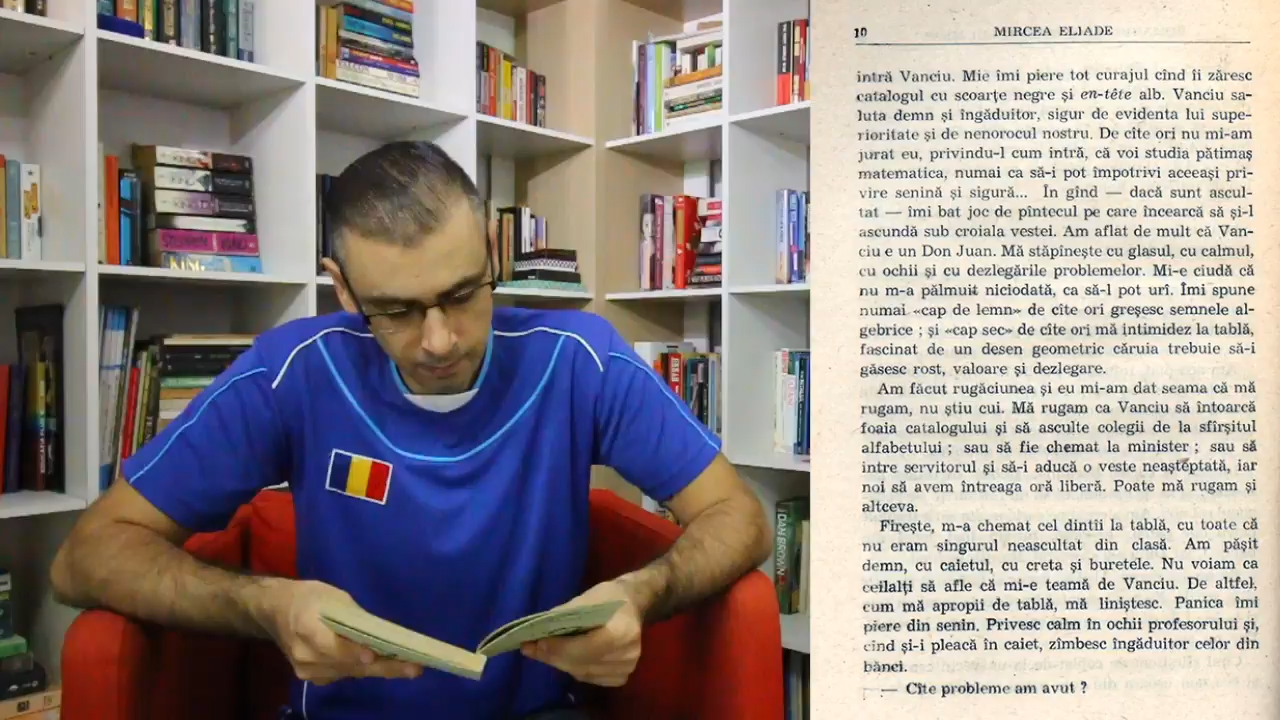 KING
KING
10
MIRCEA ELIADE
intră Vanciu. Mie îmi piere tot curajul cînd îi zăresc
catalogul cu scoarțe negre și en-tête alb. Vanciu sa-
luta demn și îngăduitor, sigur de evidenta lui supe-
rioritate și de nenorocul nostru. De cîte ori nu mi-am
jurat eu, privindu-l cum intră, că voi studia pătimaș
matematica, numai ca să-i pot împotrivi aceeași pri-
vire senină și sigură... În gînd — dacă sunt ascul-
tat — îmi bat joc de pîntecul pe care încearcă să și-l
ascundă sub croiala vestei. Am aflat de mult că Van-
ciu e un Don Juan. Mă stăpînește cu glasul, cu calmul,
cu ochii și cu dezlegările problemelor. Mi-e ciudă că
nu m-a pălmuit niciodată, ca să-l pot urî. Îmi spune
numai «cap de lemn» de cîte ori greșesc semnele al-
gebrice ; și «cap sec» de cîte ori mă intimidez la tablă,
fascinat de un desen geometric căruia trebuie să-i
găsesc rost, valoare și dezlegare.
Am făcut rugăciunea și eu mi-am dat seama că mă
rugam, nu știu cui. Mă rugam ca Vanciu să întoarcă
foaia catalogului și să asculte colegii de la sfîrșitul
alfabetului ; sau să fie chemat la minister ; sau să
intre servitorul și să-i aducă o veste neașteptată, iar
noi să avem întreaga oră liberă. Poate mă rugam și
altceva.
Firește, m-a chemat cel dintîi la tablă, cu toate că
nu eram singurul neascultat din clasă. Am pășit
demn, cu caietul, cu creta și buretele. Nu voiam ca
ceilalți să afle că mi-e teamă de Vanciu. De altfel,
cum mă apropii de tablă, mă liniștesc. Panica îmi
piere din senin. Privesc calm în ochii profesorului și,
cînd și-i pleacă în caiet, zîmbesc îngăduitor celor din
bănci.
— Cîte probleme am avut ?
DAN BROWN